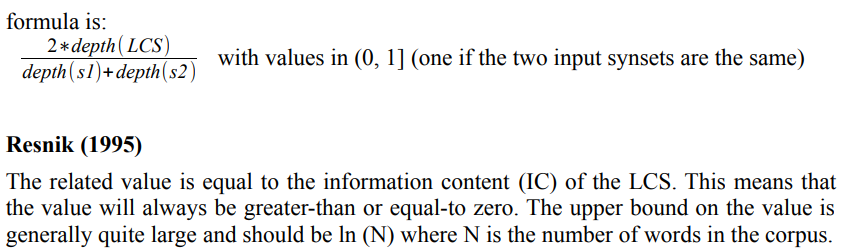 formula is:
2*depth(LCS)
depth(s1)+depth(s2)
with values in (0, 1] (one if the two input synsets are the same)
Resnik (1995)
The related value is equal to the information content (IC) of the LCS. This means that
the value will always be greater-than or equal-to zero. The upper bound on the value is
generally quite large and should be ln (N) where N is the number of words in the corpus.